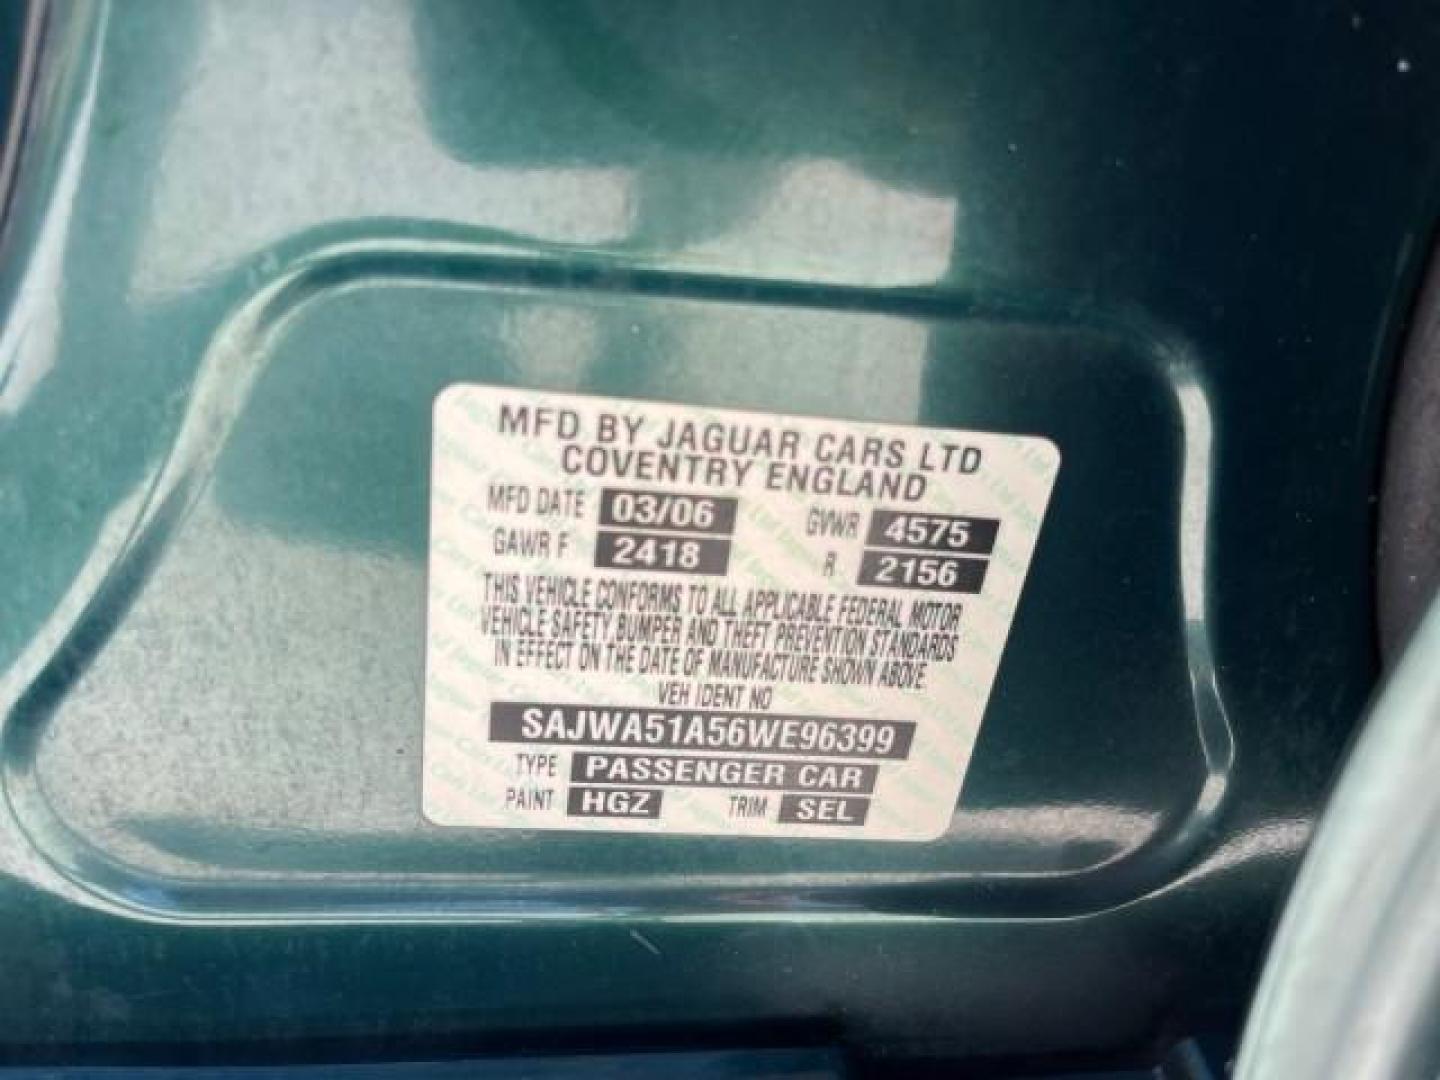 MFD BY JAGUAR CARS LTD
COVENTRY ENGLAND
MFD DATE 03/06 GVWR 4575
GAWR F 2418 R 2156
THIS VEHICLE CONFORMS TO ALL APPLICABLE FEDERAL MOTOR
VEHICLE SAFETY BUMPER AND THEFT PREVENTION STANDARDS
IN EFFECT ON THE DATE OF MANUFACTURE SHOWN ABOVE
VEH IDENT NO
SAJWA51A56WE96399
TYPE PASSENGER CAR
PAINT HGZ TRIM SEL